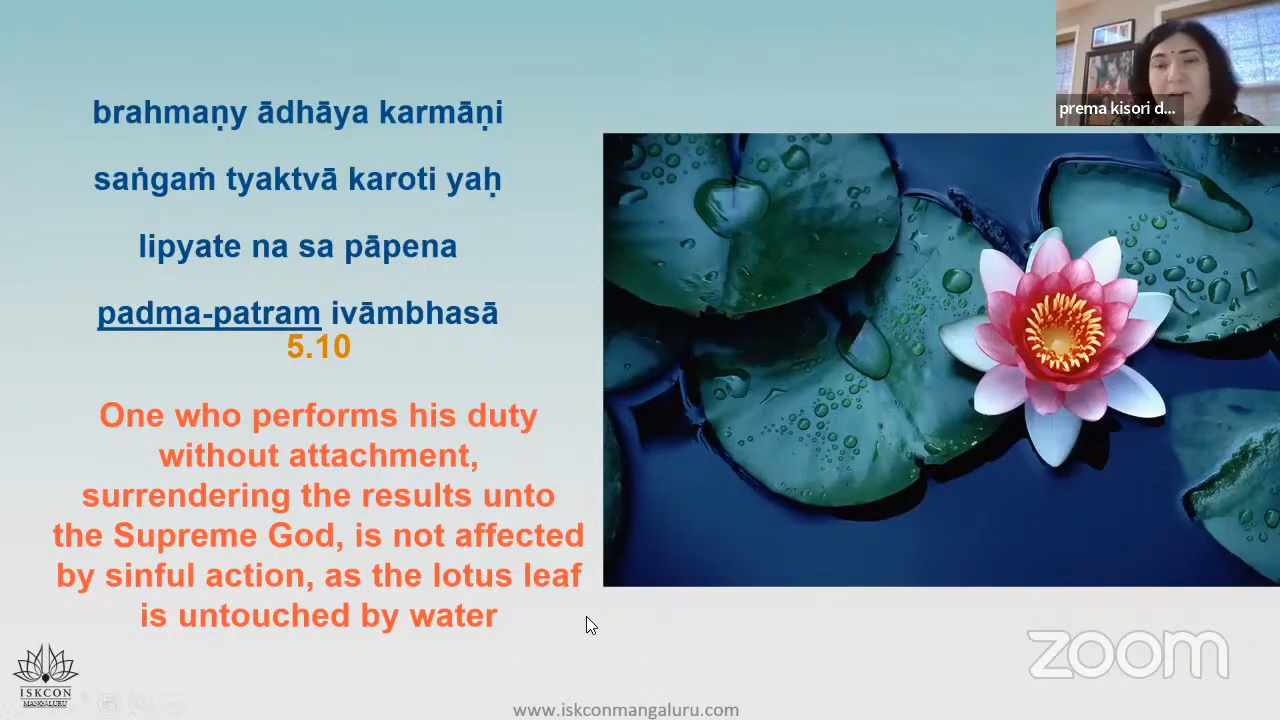 prema kisori d...
brahmaṇy ādhāya karmāṇi
saṅgaṁ tyaktvā karoti yaḥ
lipyate na sa pāpena
padma-patram ivāmbhasā
5.10
One who performs his duty
without attachment,
surrendering the results unto
the Supreme God, is not affected
by sinful action, as the lotus leaf
is untouched by water
ISKCON
MANGALURU
zoom
www.iskconmangaluru.com